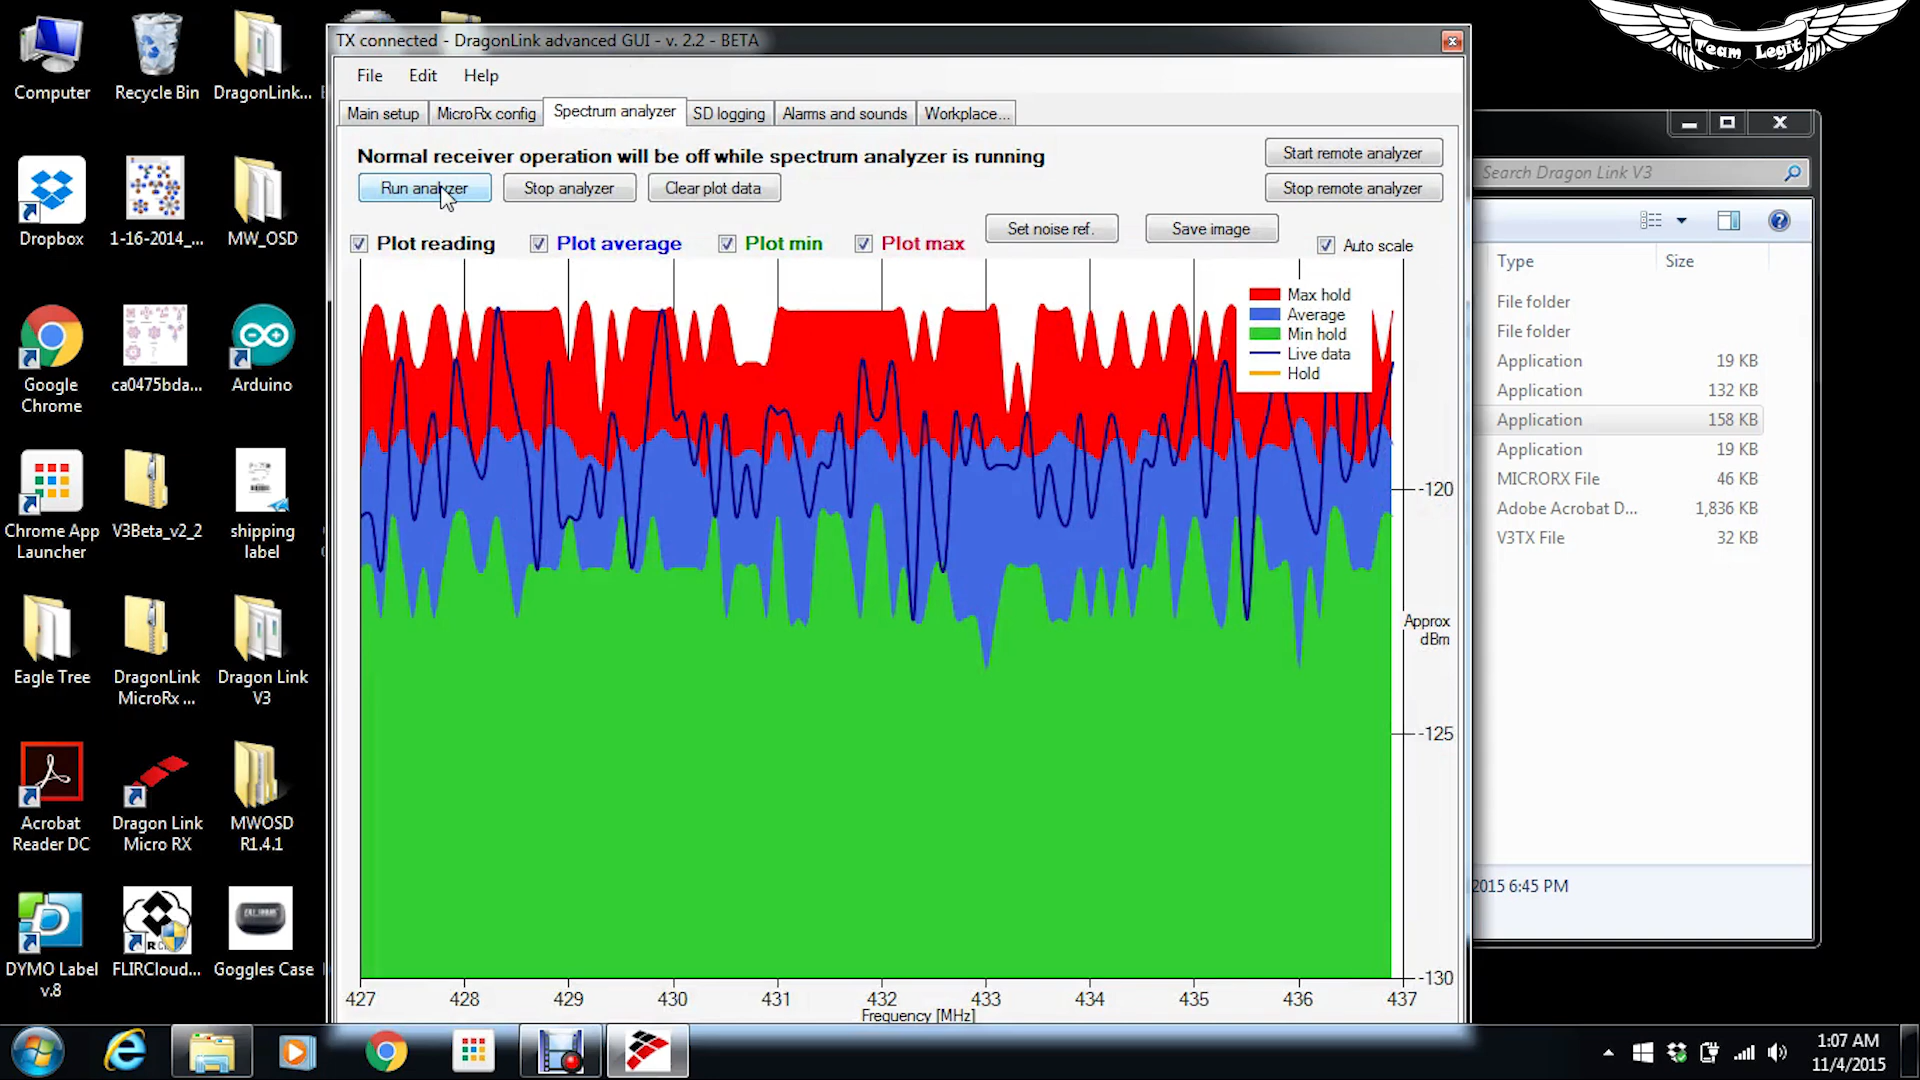 Team Legit
Computer
Recycle Bin
DragonLink...
Dropbox
1-16-2014_...
MW_OSD
Google
Chrome
ca0475bda...
Arduino
Chrome App
Launcher
V3Beta_v2_2
shipping
label
Eagle Tree
DragonLink
MicroRx ...
Dragon Link
V3
Acrobat
Reader DC
Dragon Link
Micro RX
MWOSD
R1.4.1
DYMO Label
v.8
FLIRCloud...
Goggles Case
TX connected - DragonLink advanced GUI - v. 2.2 - BETA
File Edit Help
Main setup MicroRx config Spectrum analyzer SD logging Alarms and sounds Workplace...
Normal receiver operation will be off while spectrum analyzer is running
Run analyzer Stop analyzer Clear plot data
Start remote analyzer
Stop remote analyzer
Set noise ref. Save image
Plot reading Plot average Plot min Plot max Auto scale
Max hold
Average
Min hold
Live data
Hold
-120
Approx
dBm
-125
-130
427 428 429 430 431 432 433 434 435 436 437
Frequency [MHz]
Search Dragon Link V3
Type Size
File folder
File folder
Application 19 KB
Application 132 KB
Application 158 KB
Application 19 KB
MICRORX File 46 KB
Adobe Acrobat D... 1,836 KB
V3TX File 32 KB
2015 6:45 PM
1:07 AM
11/4/2015